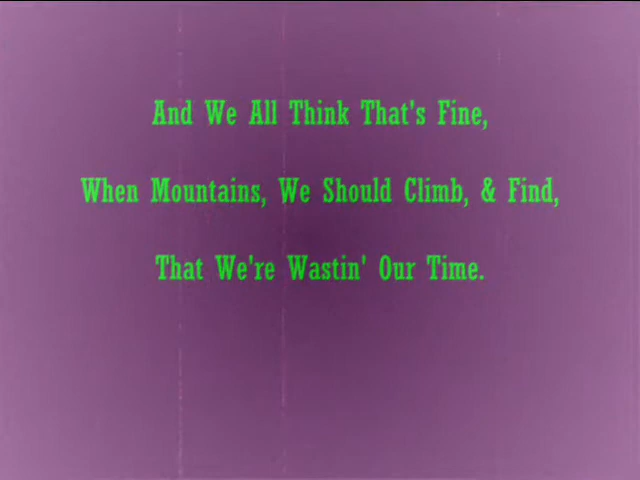 And We All Think That's Fine,
When Mountains, We Should Climb, & Find,
That We're Wastin' Our Time.